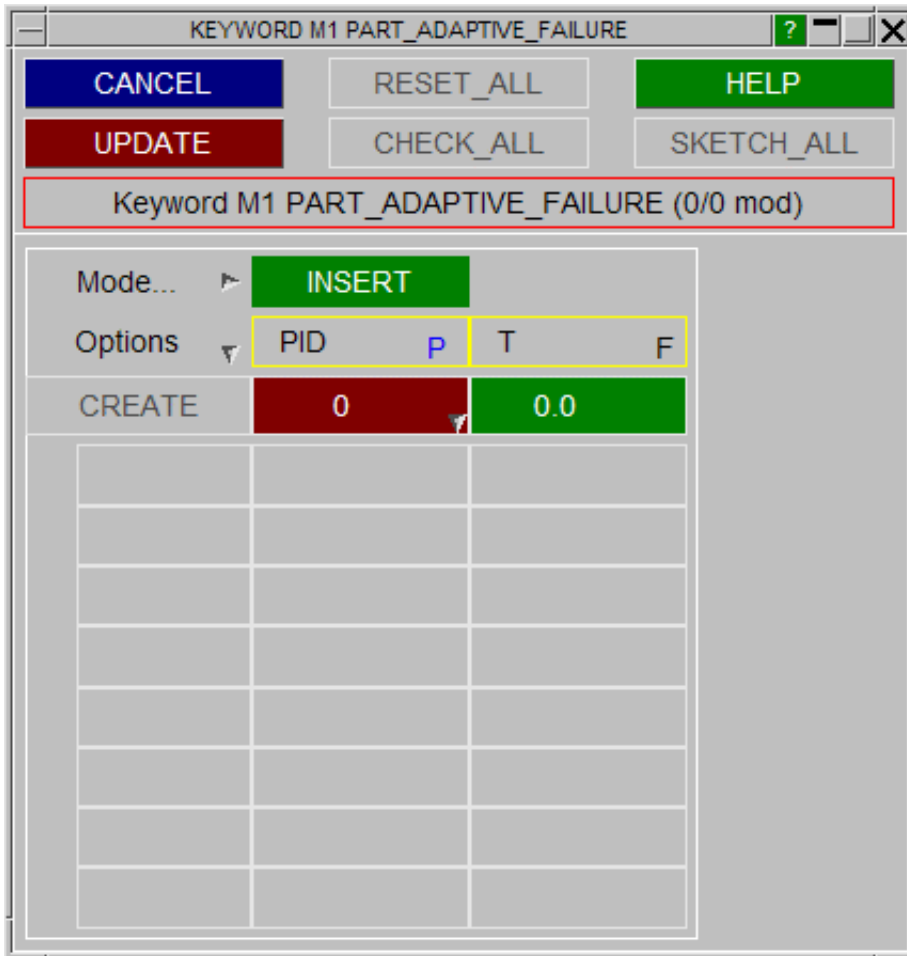 KEYWORD M1 PART_ADAPTIVE_FAILURE ?
CANCEL RESET_ALL HELP
UPDATE CHECK_ALL SKETCH_ALL
Keyword M1 PART_ADAPTIVE_FAILURE (0/0 mod)
Mode... INSERT
Options PID P T F
CREATE 0 0.0